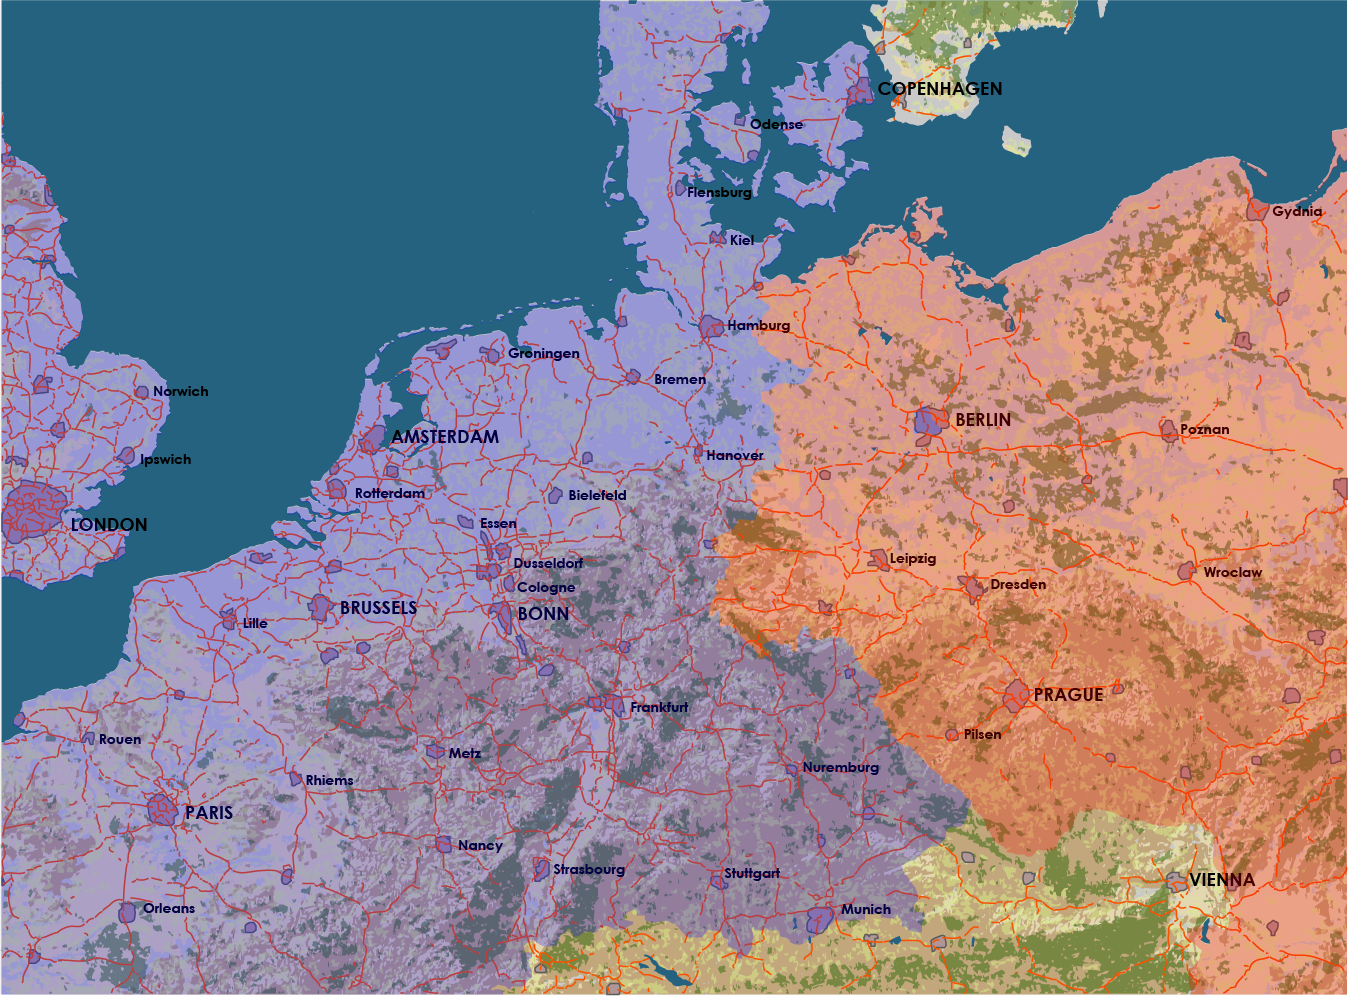 COPENHAGEN
Odense
Flensburg
Gydnia
Kiel
Hamburg
Groningen
Bremen
Norwich
BERLIN
Poznan
AMSTERDAM
Hanover
Ipswich
Rotterdam
Bielefeld
LONDON
Essen
Leipzig
Dusseldorf
Wroclaw
Cologne
Dresden
BRUSSELS
BONN
Lille
PRAGUE
Frankfurt
Pilsen
Rouen
Metz
Nuremburg
Rhiems
PARIS
Nancy
Strasbourg
Stuttgart
VIENNA
Orleans
Munich